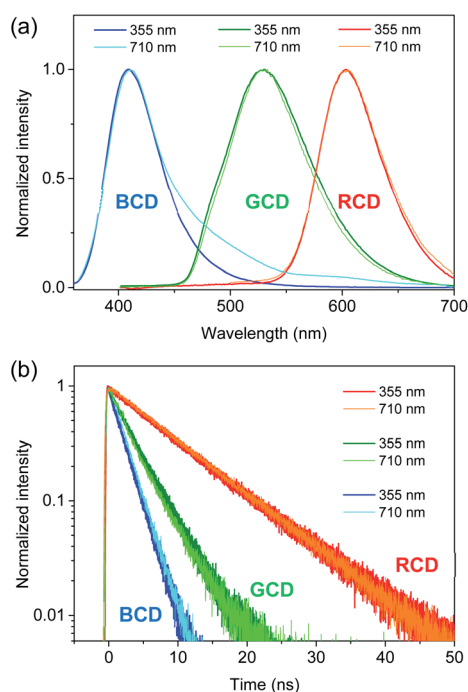 (a)
355 nm 355 nm 355 nm
710 nm 710 nm 710 nm
1.0
0.5
0.0
Normalized intensity
BCD GCD RCD
400 500 600 700
Wavelength (nm)
(b)
355 nm
710 nm
355 nm
710 nm
355 nm
710 nm
1
0.1
0.01
Normalized intensity
RCD
GCD
BCD
0 10 20 30 40 50
Time (ns)